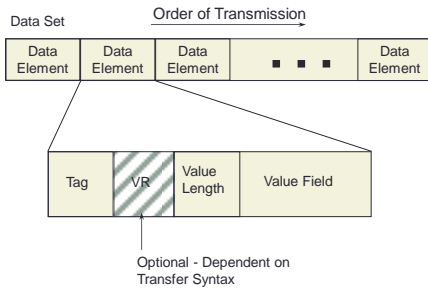 Order of Transmission
Data Set
Data Element
Data Element
Data Element
Data Element
Tag
VR
Value Length
Value Field
Optional - Dependent on
Transfer Syntax